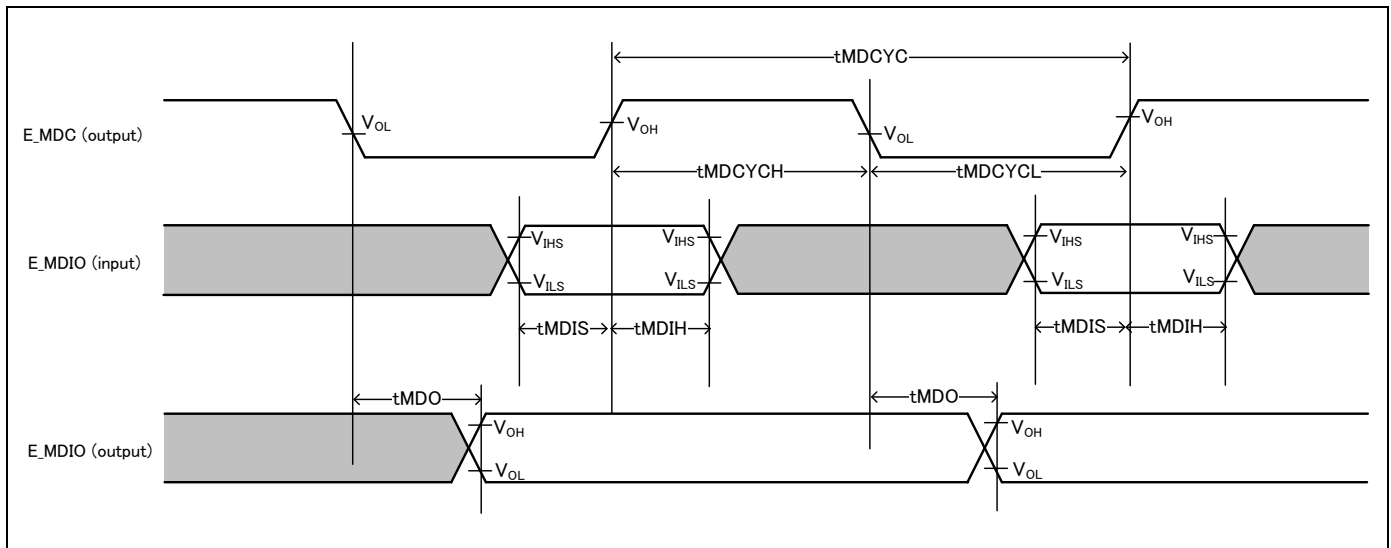 tMDCYC
E_MDC (output)
VOL
VOH
VOL
VOH
tMDCYCH
tMDCYCL
E_MDIO (input)
VIHS
VIHS
VIHS
VIHS
VILS
VILS
VILS
VILS
tMDIS
tMDIH
tMDIS
tMDIH
tMDO
tMDO
E_MDIO (output)
VOH
VOH
VOL
VOL